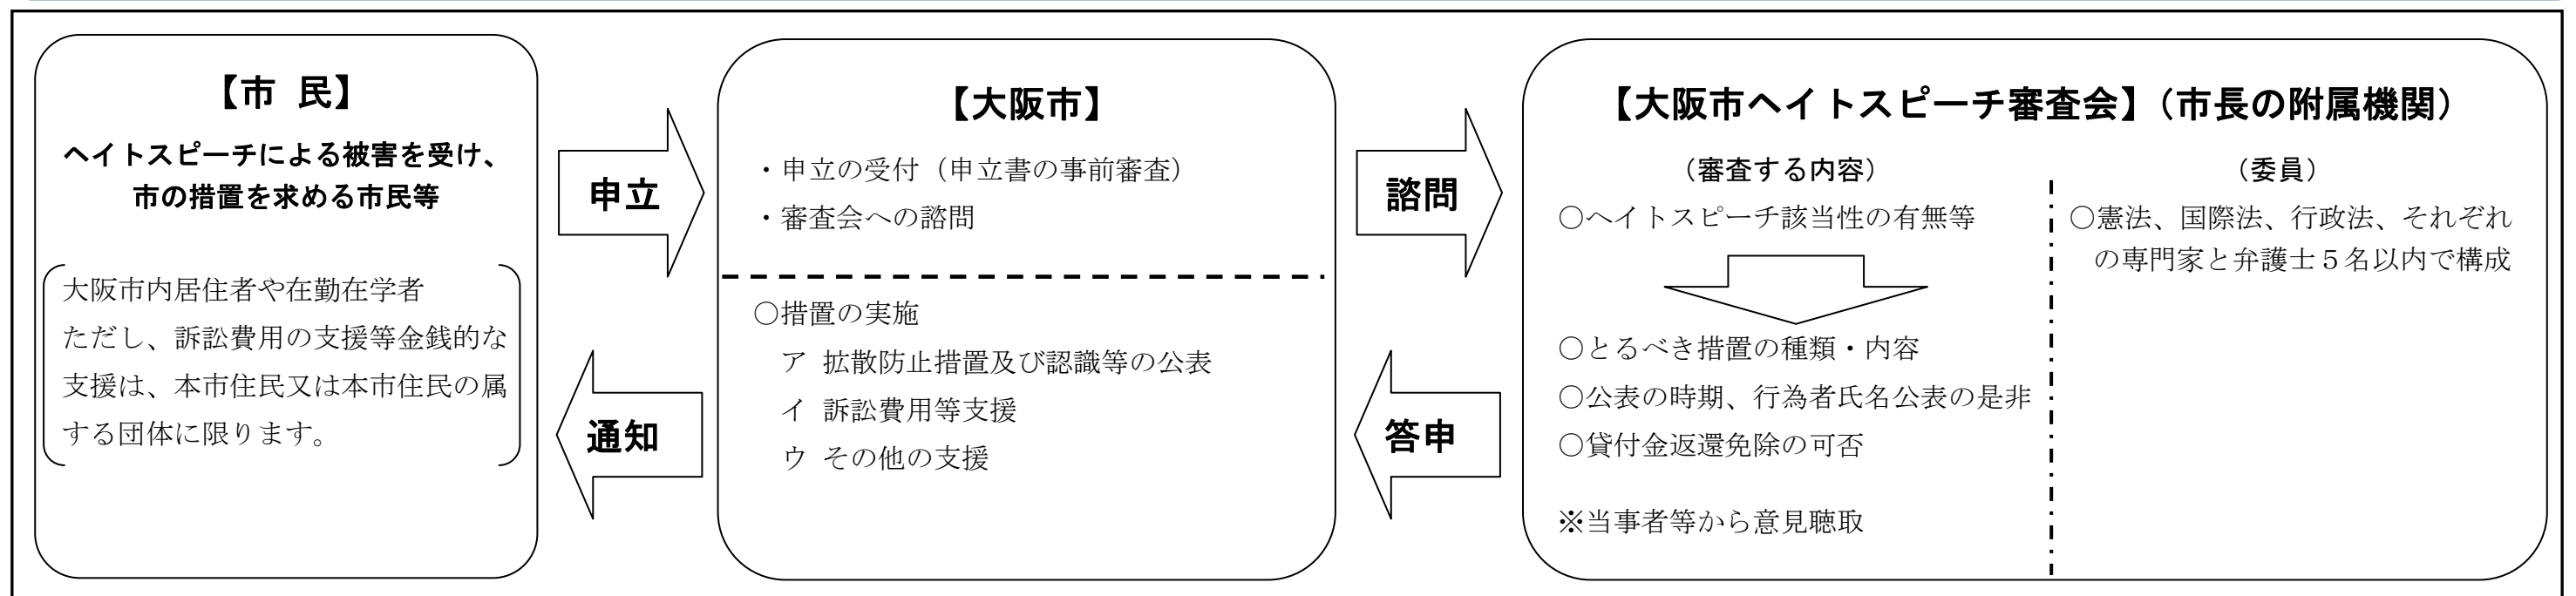 【市 民】
ヘイトスピーチによる被害を受け、
市の措置を求める市民等
大阪市内居住者や在勤在学者
ただし、訴訟費用の支援等金銭的な
支援は、本市住民又は本市住民の属
する団体に限ります。
申立
通知
【大阪市】
・申立の受付（申立書の事前審査）
・審査会への諮問
○措置の実施
ア 拡散防止措置及び認識等の公表
イ 訴訟費用等支援
ウ その他の支援
諮問
答申
【大阪市ヘイトスピーチ審査会】（市長の附属機関）
（審査する内容）
○ヘイトスピーチ該当性の有無等
○とるべき措置の種類・内容
○公表の時期、行為者氏名公表の是非
○貸付金返還免除の可否
※当事者等から意見聴取
（委員）
○憲法、国際法、行政法、それぞれ
の専門家と弁護士５名以内で構成